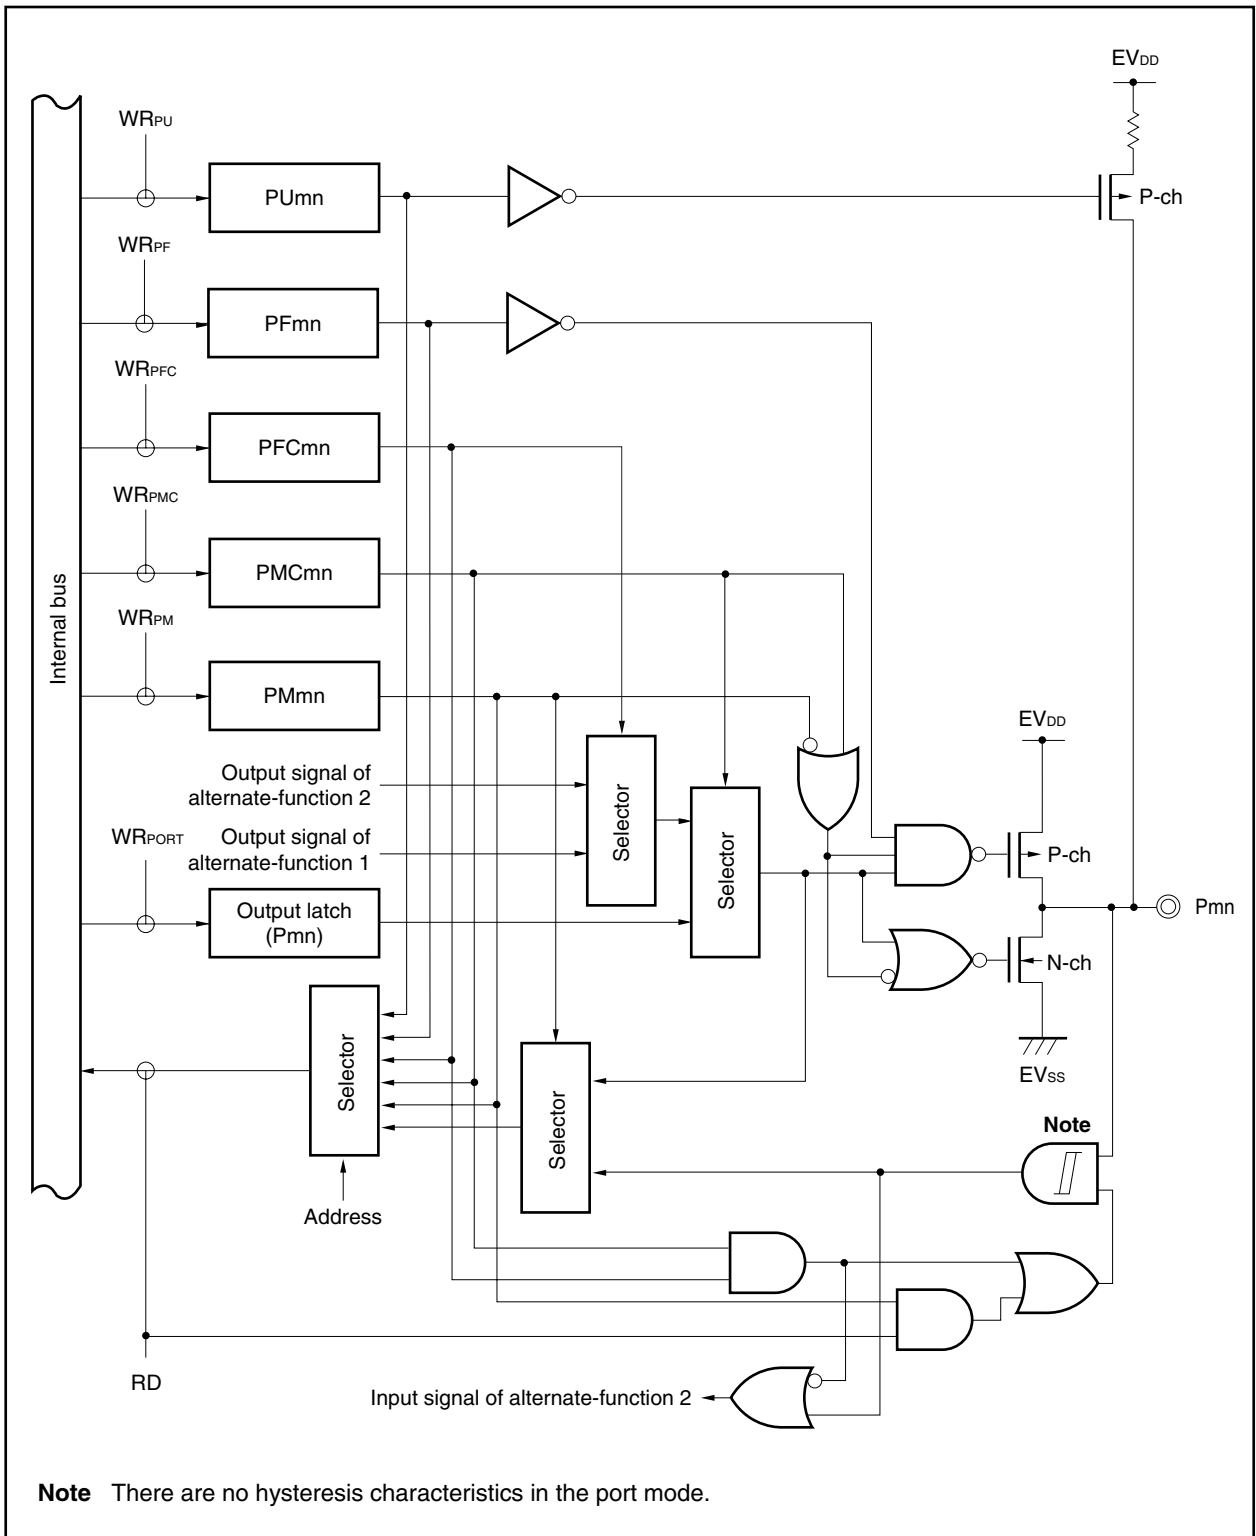 EVDD
WRPU
PUmn
P-ch
WRPF
PFmn
WRPFC
PFCmn
WRPMC
PMCmn
Internal bus
WRPM
PMmn
EVDD
Output signal of
alternate-function 2
Selector
WRPORT
Output signal of
alternate-function 1
Selector
P-ch
Output latch
(Pmn)
Pmn
N-ch
Selector
Selector
EVSS
Note
Address
RD
Input signal of alternate-function 2
Note There are no hysteresis characteristics in the port mode.